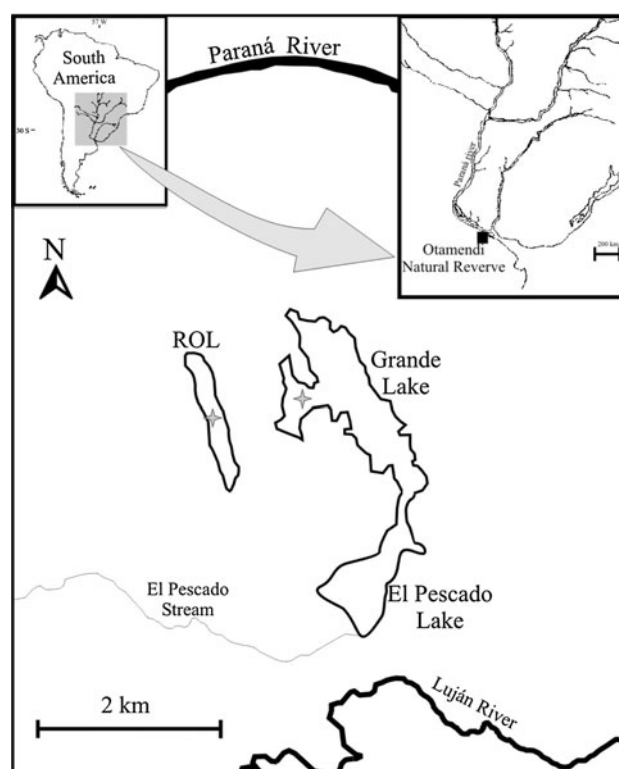 57 W
South
America
30 S
Paraná River
Paraná river
Otamendi
Natural Reverve
200 km
N
ROL
Grande
Lake
El Pescado
Stream
El Pescado
Lake
2 km
Luján River